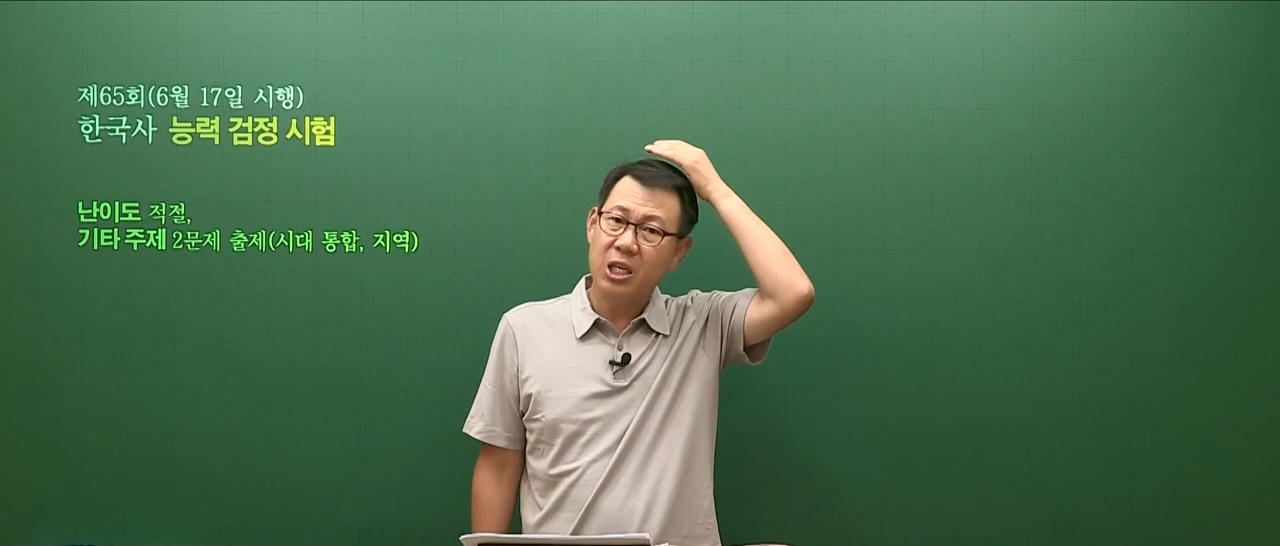 제65회(6월 17일 시행)
한국사 능력 검정 시험
난이도 적절,
기타 주제 2문제 출제(시대 통합, 지역)